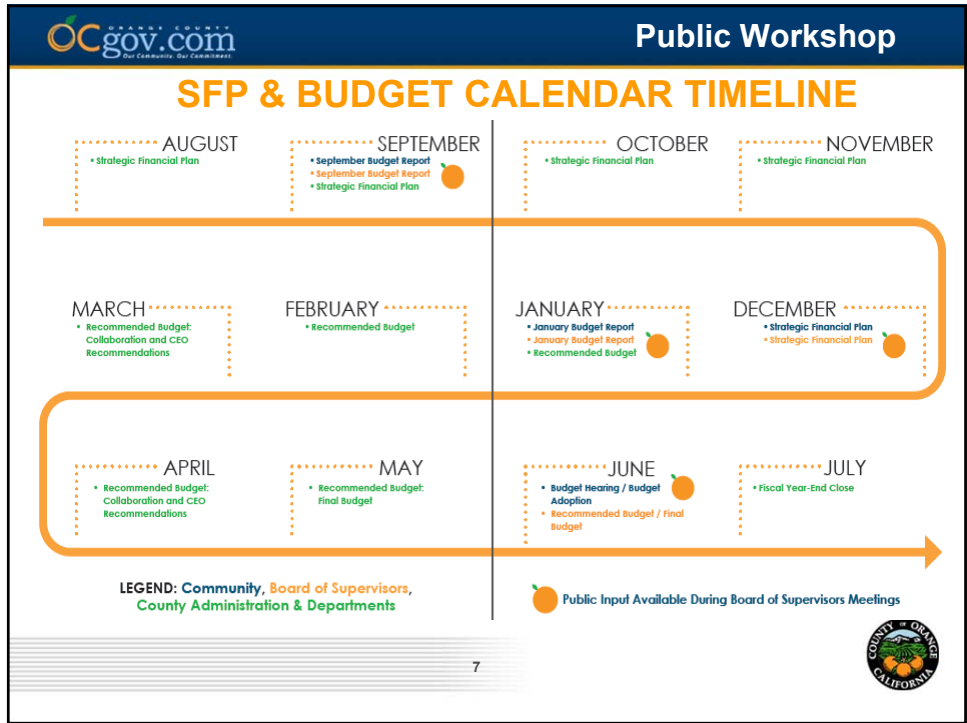 ORANGE COUNTY
OCgov.com
Our Community. Our Commitment.
Public Workshop
SFP & BUDGET CALENDAR TIMELINE
AUGUST
• Strategic Financial Plan
SEPTEMBER
• September Budget Report
• September Budget Report
• Strategic Financial Plan
OCTOBER
• Strategic Financial Plan
NOVEMBER
• Strategic Financial Plan
MARCH
• Recommended Budget:
Collaboration and CEO
Recommendations
FEBRUARY
• Recommended Budget
JANUARY
• January Budget Report
• January Budget Report
• Recommended Budget
DECEMBER
• Strategic Financial Plan
• Strategic Financial Plan
APRIL
• Recommended Budget:
Collaboration and CEO
Recommendations
MAY
• Recommended Budget:
Final Budget
JUNE
• Budget Hearing / Budget
Adoption
• Recommended Budget / Final
Budget
JULY
• Fiscal Year-End Close
LEGEND: Community, Board of Supervisors,
County Administration & Departments
Public Input Available During Board of Supervisors Meetings
7
COUNTY OF ORANGE
CALIFORNIA